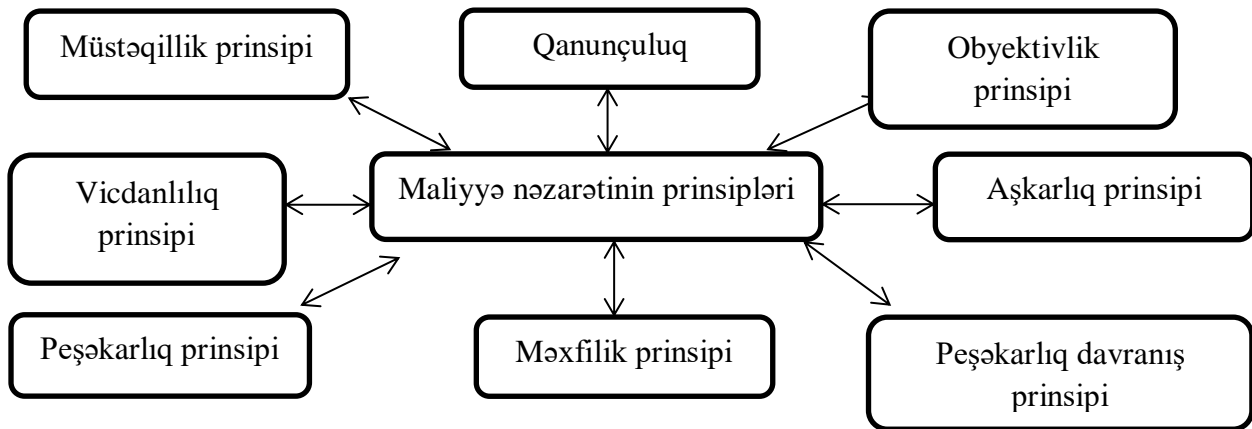 Müstəqillik prinsipi
Qanunçuluq
Obyektivlik
prinsipi
Vicdanlılıq
prinsipi
Maliyyə nəzarətinin prinsipləri
Aşkarlıq prinsipi
Peşəkarlıq prinsipi
Məxfilik prinsipi
Peşəkarlıq davranış
prinsipi